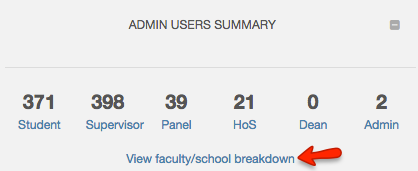 ADMIN USERS SUMMARY
371 398 39 21 0 2
Student Supervisor Panel HoS Dean Admin
View faculty/school breakdown